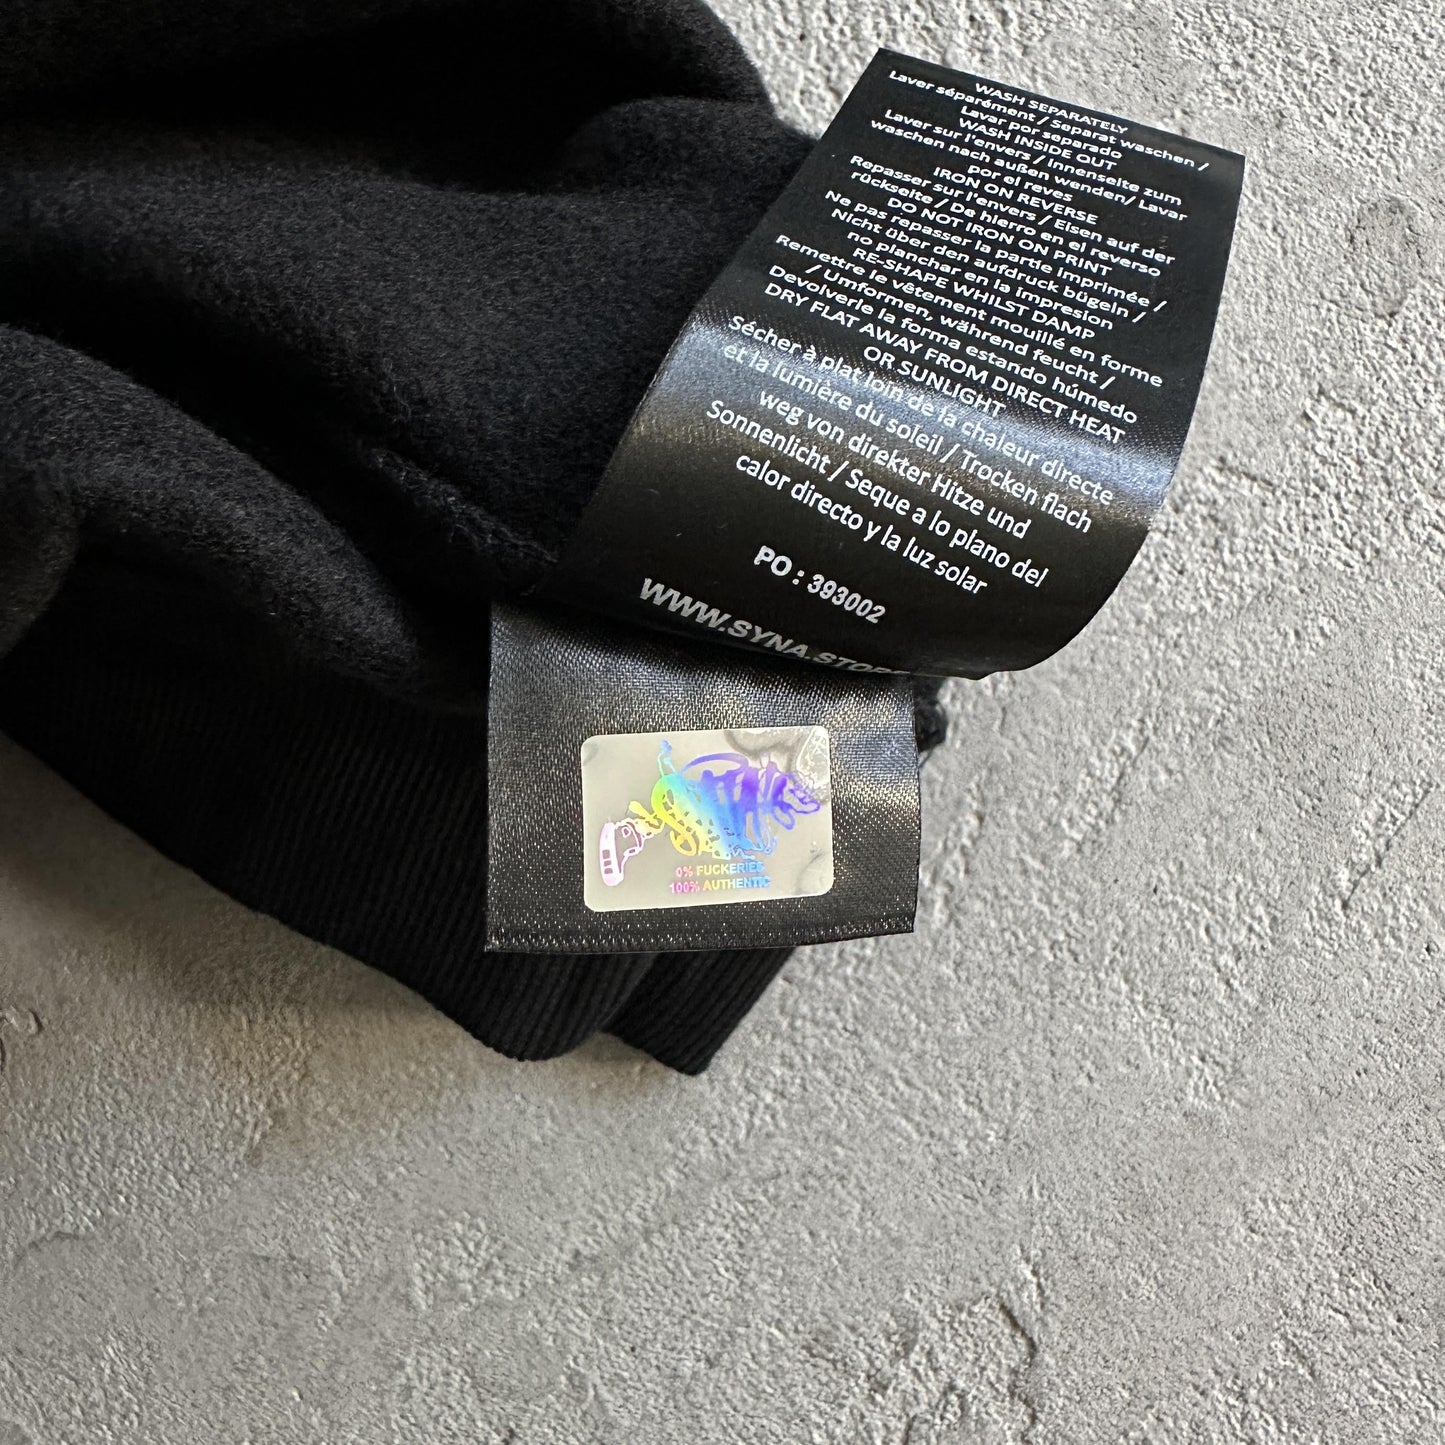 WASH SEPARATELY
Laver séparément / Separat waschen /
Lavar por separado
WASH INSIDE OUT
Laver sur l'envers / Innenseite zum
waschen nach außen wenden/ Lavar
por el reves
IRON ON REVERSE
Repasser sur l'envers / Eisen auf der
rückseite / De hierro en el reverso
DO NOT IRON ON PRINT
Ne pas repasser la partie imprimée /
Nicht über den aufdruck bügeln /
no planchar en la impresion
RE-SHAPE WHILST DAMP
Remettre le vêtement mouillé en forme
/ Umformen, während feucht /
Devolverle la forma estando húmedo
DRY FLAT AWAY FROM DIRECT HEAT
OR SUNLIGHT
Sécher à plat loin de la chaleur directe
et la lumière du soleil / Trocken flach
weg von direkter Hitze und
Sonnenlicht / Seque a lo plano del
calor directo y la luz solar
PO : 393002
WWW.SYNA.STORE
0% FUCKERIES
100% AUTHENTIC